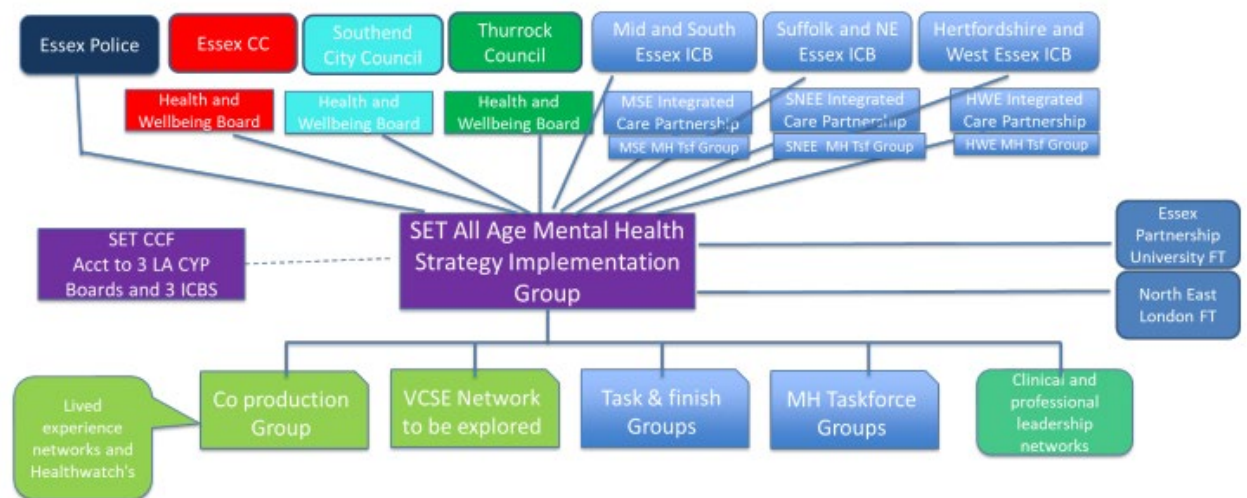 Essex Police
Essex CC
Southend
City Council
Thurrock
Council
Mid and South
Essex ICB
Suffolk and NE
Essex ICB
Hertfordshire and
West Essex ICB
Health and
Wellbeing Board
Health and
Wellbeing Board
Health and
Wellbeing Board
MSE Integrated
Care Partnership
MSE MH Tsf Group
SNEE Integrated
Care Partnership
SNEE MH Tsf Group
HWE Integrated
Care Partnership
HWE MH Tsf Group
SET CCF
Acct to 3 LA CYP
Boards and 3 ICBS
SET All Age Mental Health
Strategy Implementation
Group
Essex
Partnership
University FT
North East
London FT
Lived
experience
networks and
Healthwatch's
Co production
Group
VCSE Network
to be explored
Task & finish
Groups
MH Taskforce
Groups
Clinical and
professional
leadership
networks